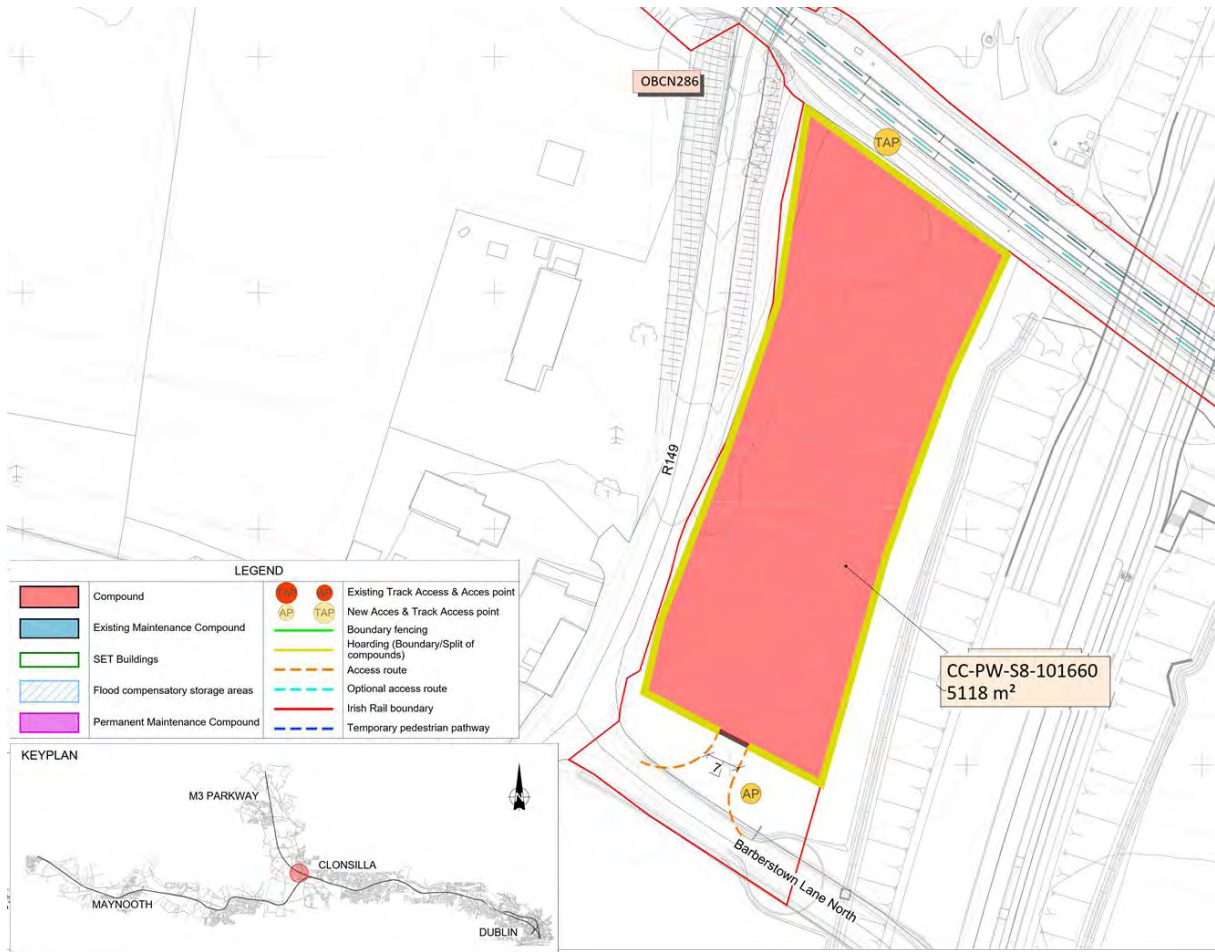 OBCN286
TAP
R149
CC-PW-S8-101660
5118 m²
7
AP
Barberstown Lane North
LEGEND
Compound
Existing Maintenance Compound
SET Buildings
Flood compensatory storage areas
Permanent Maintenance Compound
TAP AP Existing Track Access & Acces point
AP TAP New Acces & Track Access point
Boundary fencing
Hoarding (Boundary/Split of
compounds)
Access route
Optional access route
Irish Rail boundary
Temporary pedestrian pathway
KEYPLAN
M3 PARKWAY
CLONSILLA
MAYNOOTH
DUBLIN